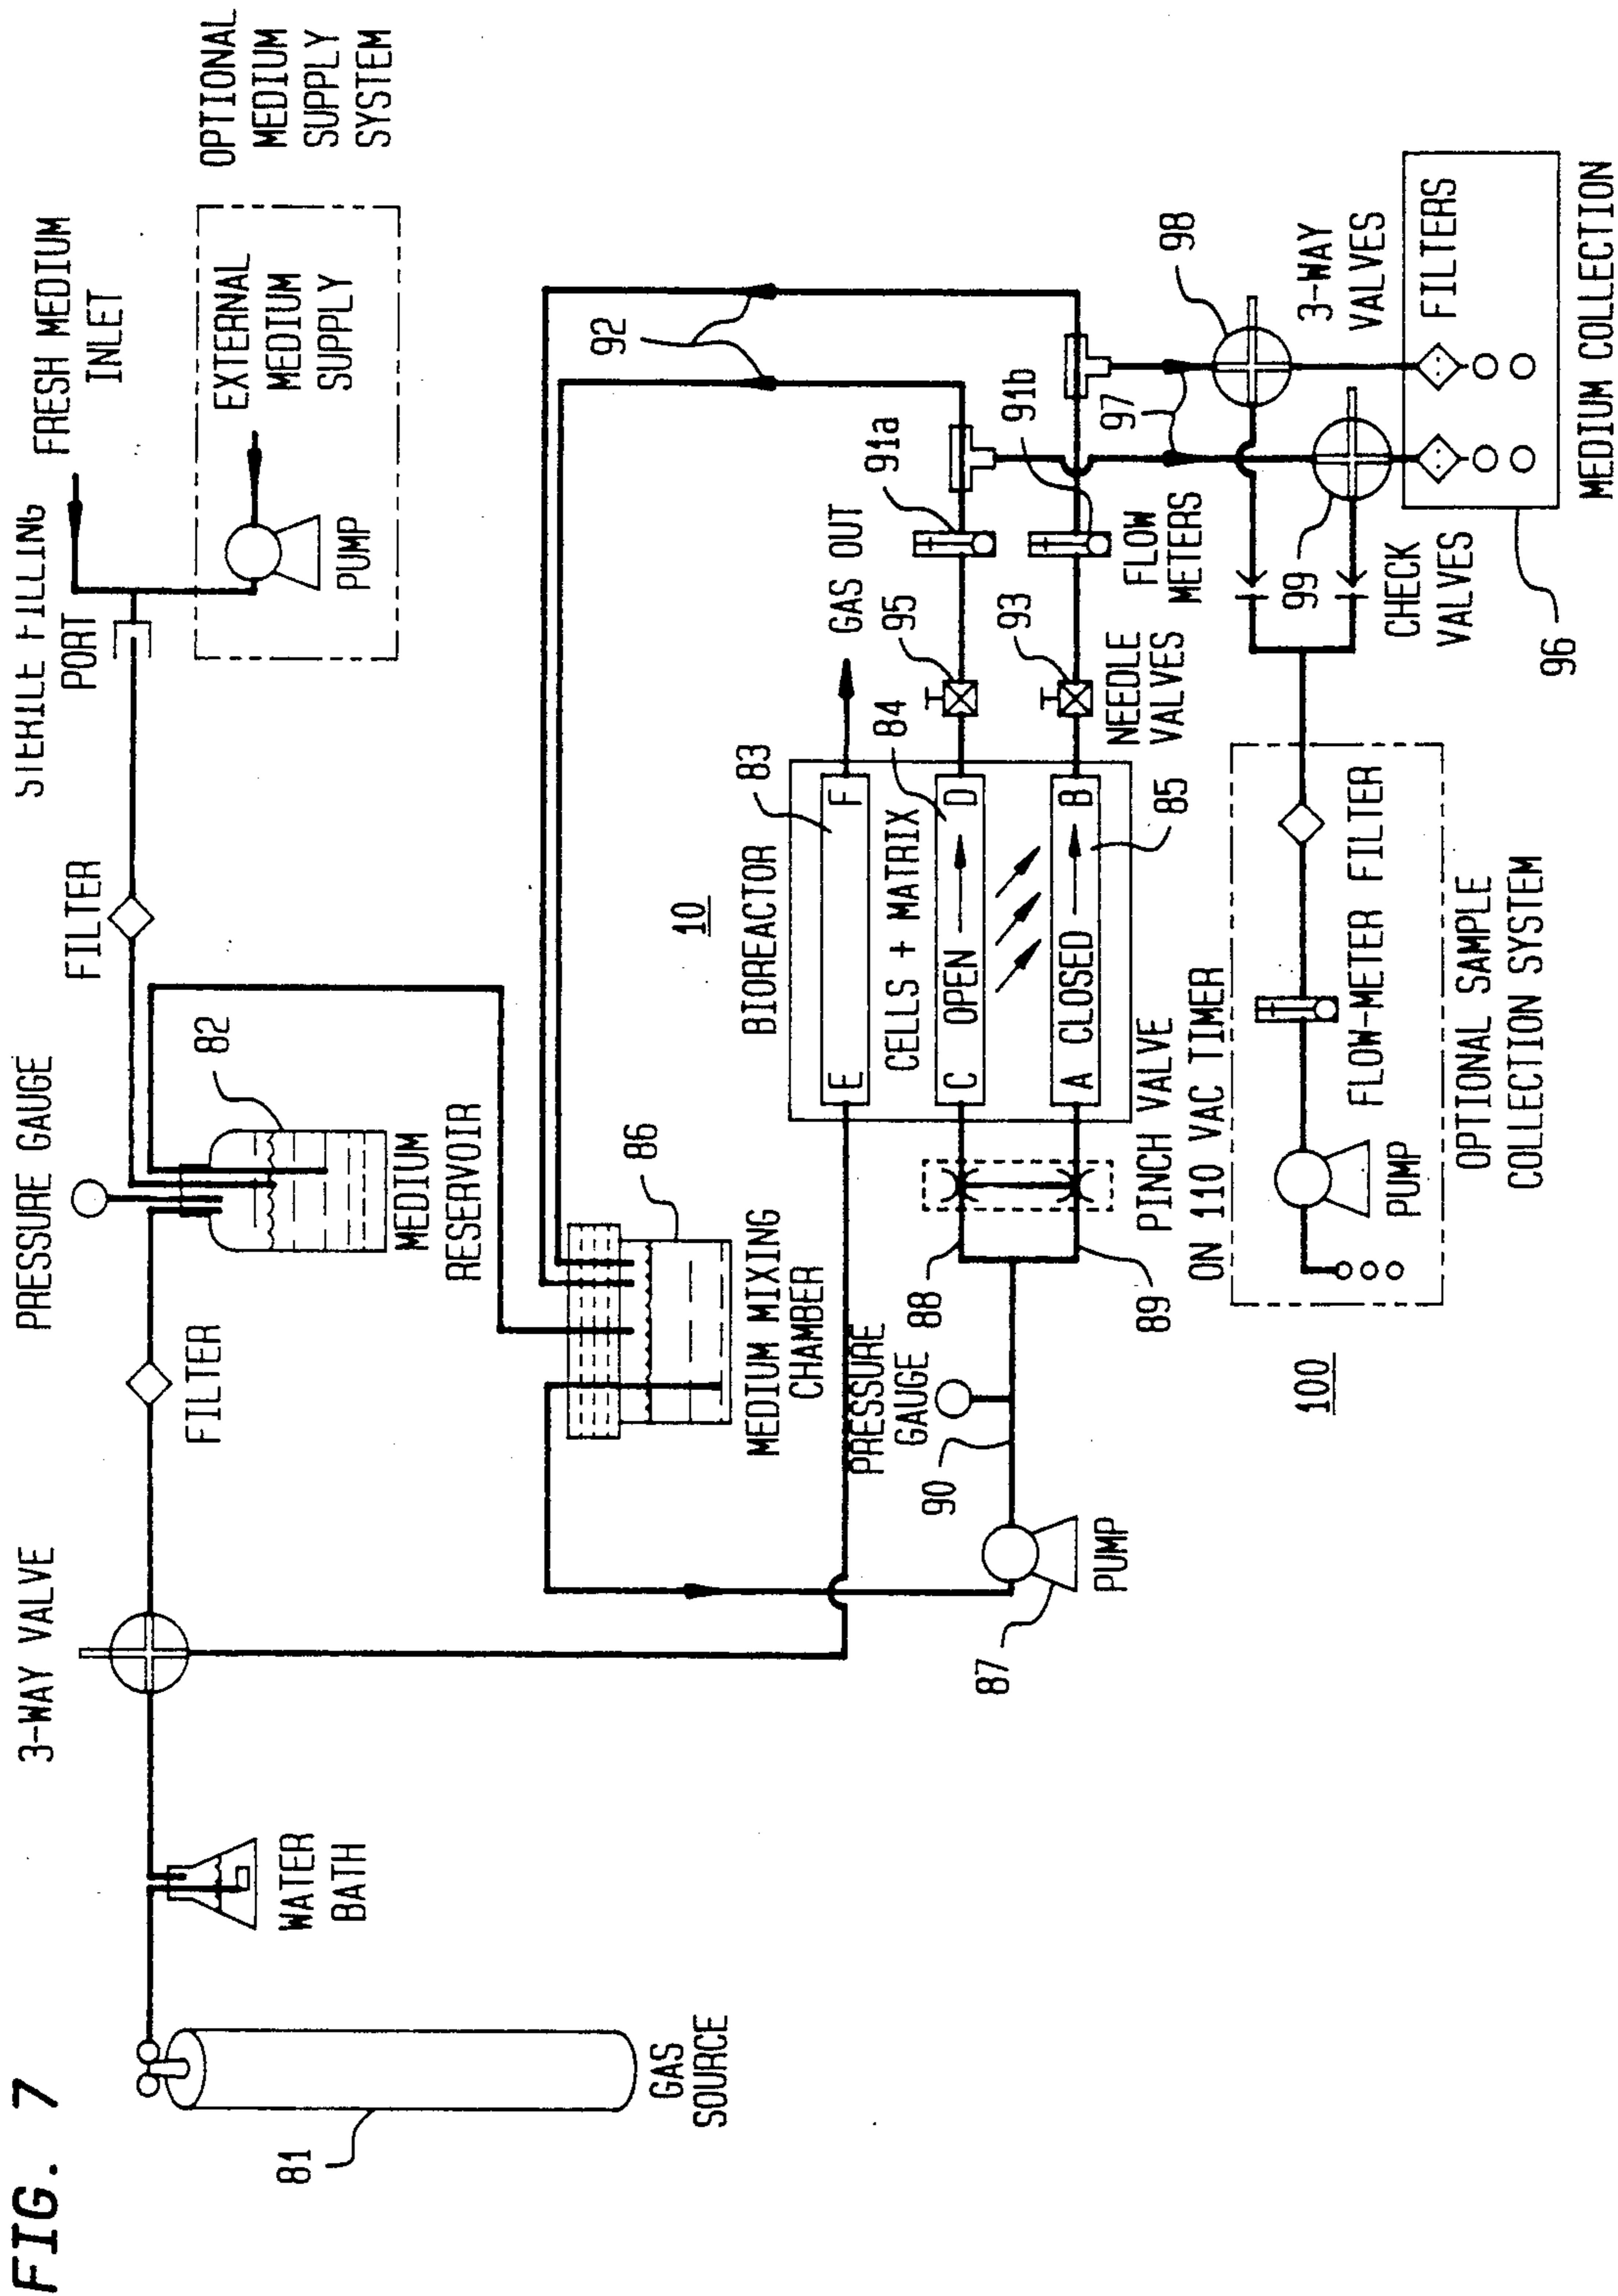 FIG. 7
81
GAS
SOURCE
WATER
BATH
3-WAY VALVE
FILTER
PRESSURE GAUGE
82
MEDIUM
RESERVOIR
FILTER
STERILE FILLING
PORT
FRESH MEDIUM
INLET
EXTERNAL
MEDIUM
SUPPLY
PUMP
OPTIONAL
MEDIUM
SUPPLY
SYSTEM
86
MEDIUM MIXING
CHAMBER
92
10
BIOREACTOR
83
E
F
GAS OUT
CELLS + MATRIX
84
C OPEN
D
95
91a
A CLOSED
B
85
93
91b
NEEDLE
VALVES
FLOW
METERS
97
98
3-WAY
VALVES
PRESSURE
GAUGE
90
87
PUMP
88
89
PINCH VALVE
ON 110 VAC TIMER
99
CHECK
VALVES
FILTERS
96
MEDIUM COLLECTION
100
PUMP
FLOW-METER FILTER
OPTIONAL SAMPLE
COLLECTION SYSTEM